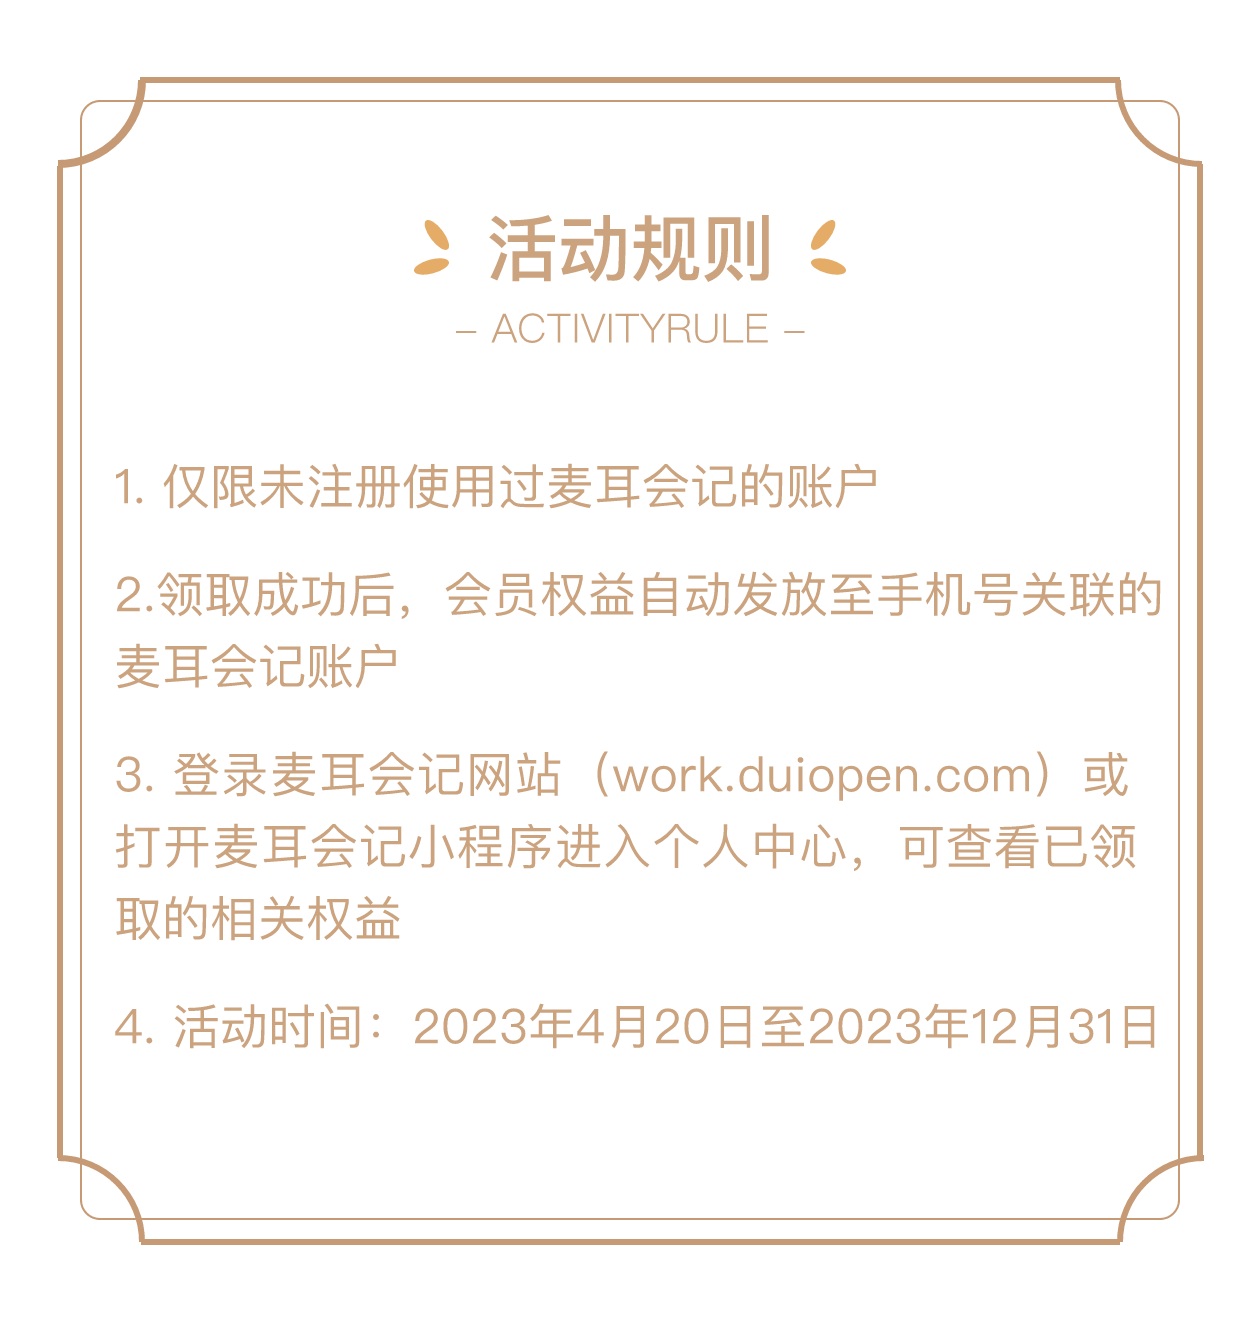 活动规则
– ACTIVITYRULE –
1. 仅限未注册使用过麦耳会记的账户
2.领取成功后，会员权益自动发放至手机号关联的
麦耳会记账户
3. 登录麦耳会记网站（work.duiopen.com）或
打开麦耳会记小程序进入个人中心，可查看已领
取的相关权益
4. 活动时间：2023年4月20日至2023年12月31日